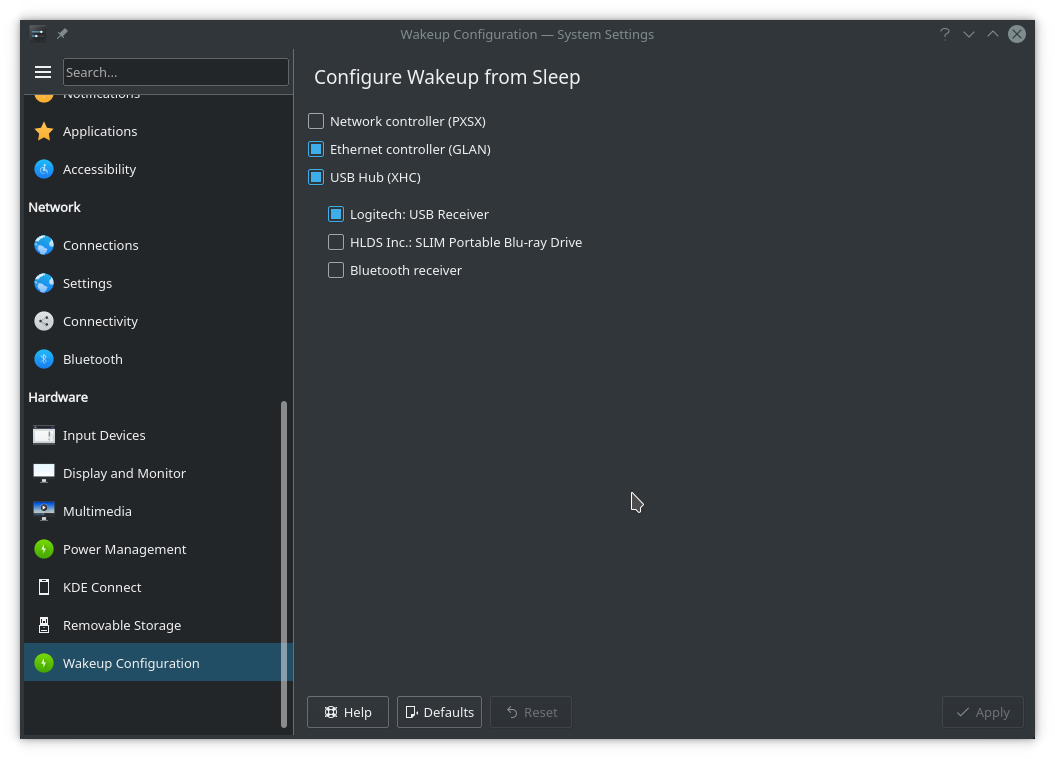 Wakeup Configuration — System Settings
Search...
Configure Wakeup from Sleep
Notifications
Applications
Accessibility
Network
Connections
Settings
Connectivity
Bluetooth
Hardware
Input Devices
Display and Monitor
Multimedia
Power Management
KDE Connect
Removable Storage
Wakeup Configuration
Network controller (PXSX)
Ethernet controller (GLAN)
USB Hub (XHC)
Logitech: USB Receiver
HLDS Inc.: SLIM Portable Blu-ray Drive
Bluetooth receiver
Help
Defaults
Reset
Apply